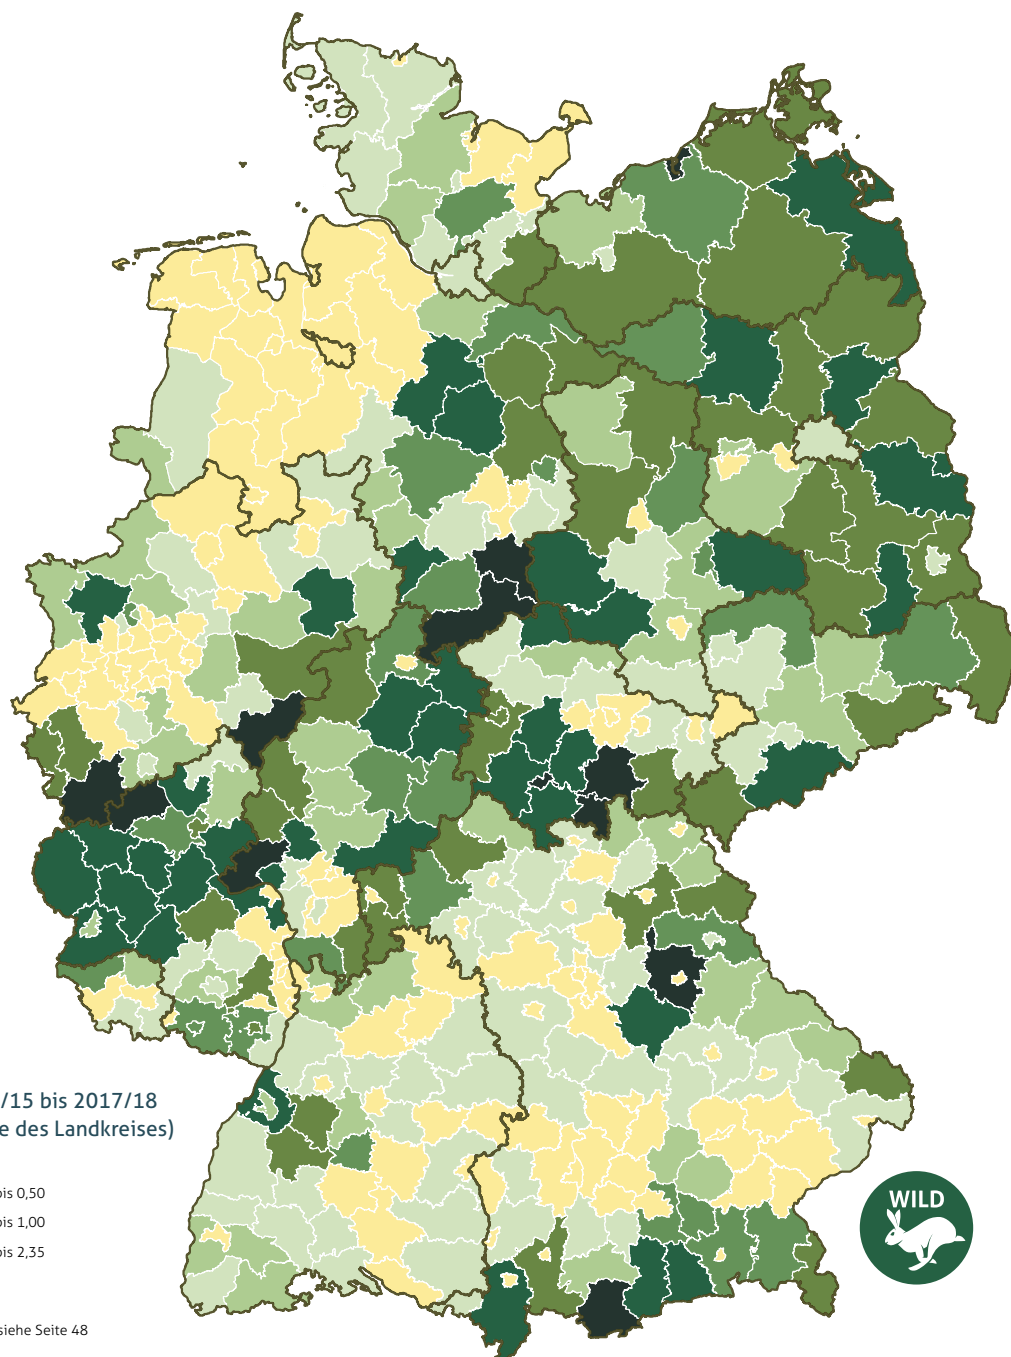 /15 bis 2017/18
e des Landkreises)
bis 0,50
bis 1,00
bis 2,35
siehe Seite 48
WILD